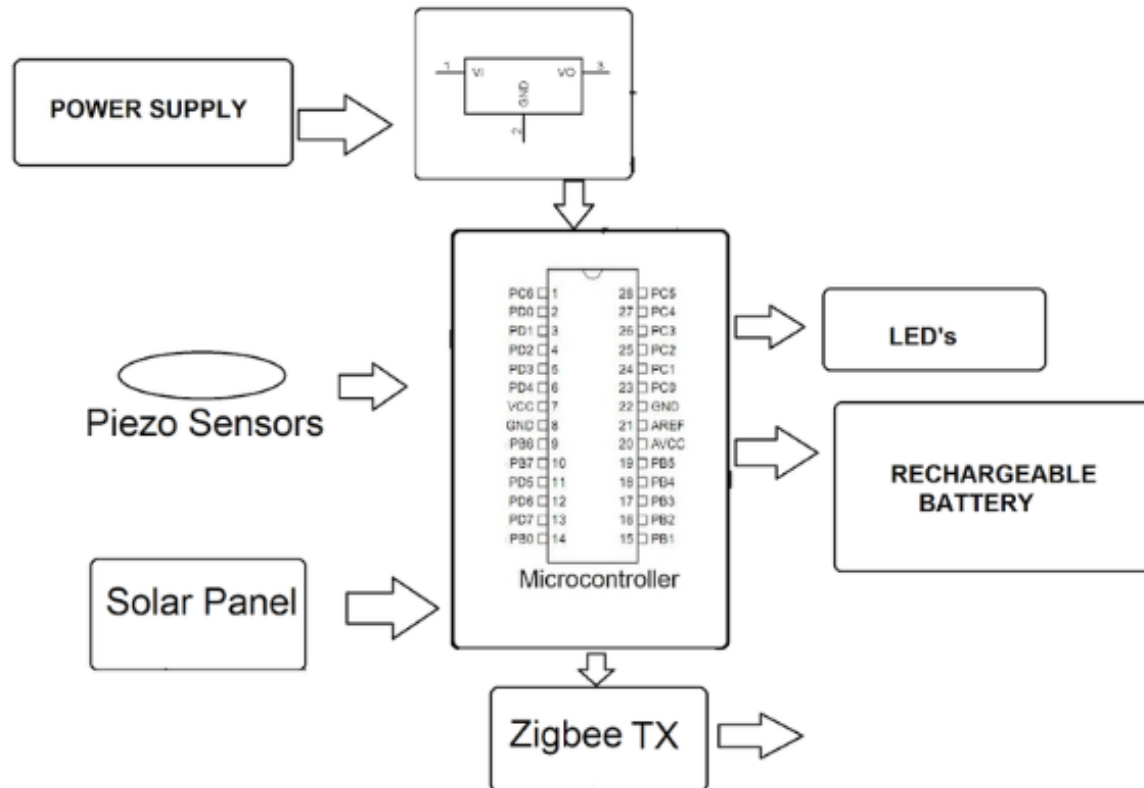 POWER SUPPLY
1 VI VO 3
GND
2
PC6 1 28 PC5
PD0 2 27 PC4
PD1 3 26 PC3
PD2 4 25 PC2
PD3 5 24 PC1
PD4 6 23 PC0
VCC 7 22 GND
GND 8 21 AREF
PB6 9 20 AVCC
PB7 10 19 PB5
PD5 11 18 PB4
PD6 12 17 PB3
PD7 13 16 PB2
PB0 14 15 PB1
Microcontroller
Piezo Sensors
Solar Panel
LED's
RECHARGEABLE
BATTERY
Zigbee TX